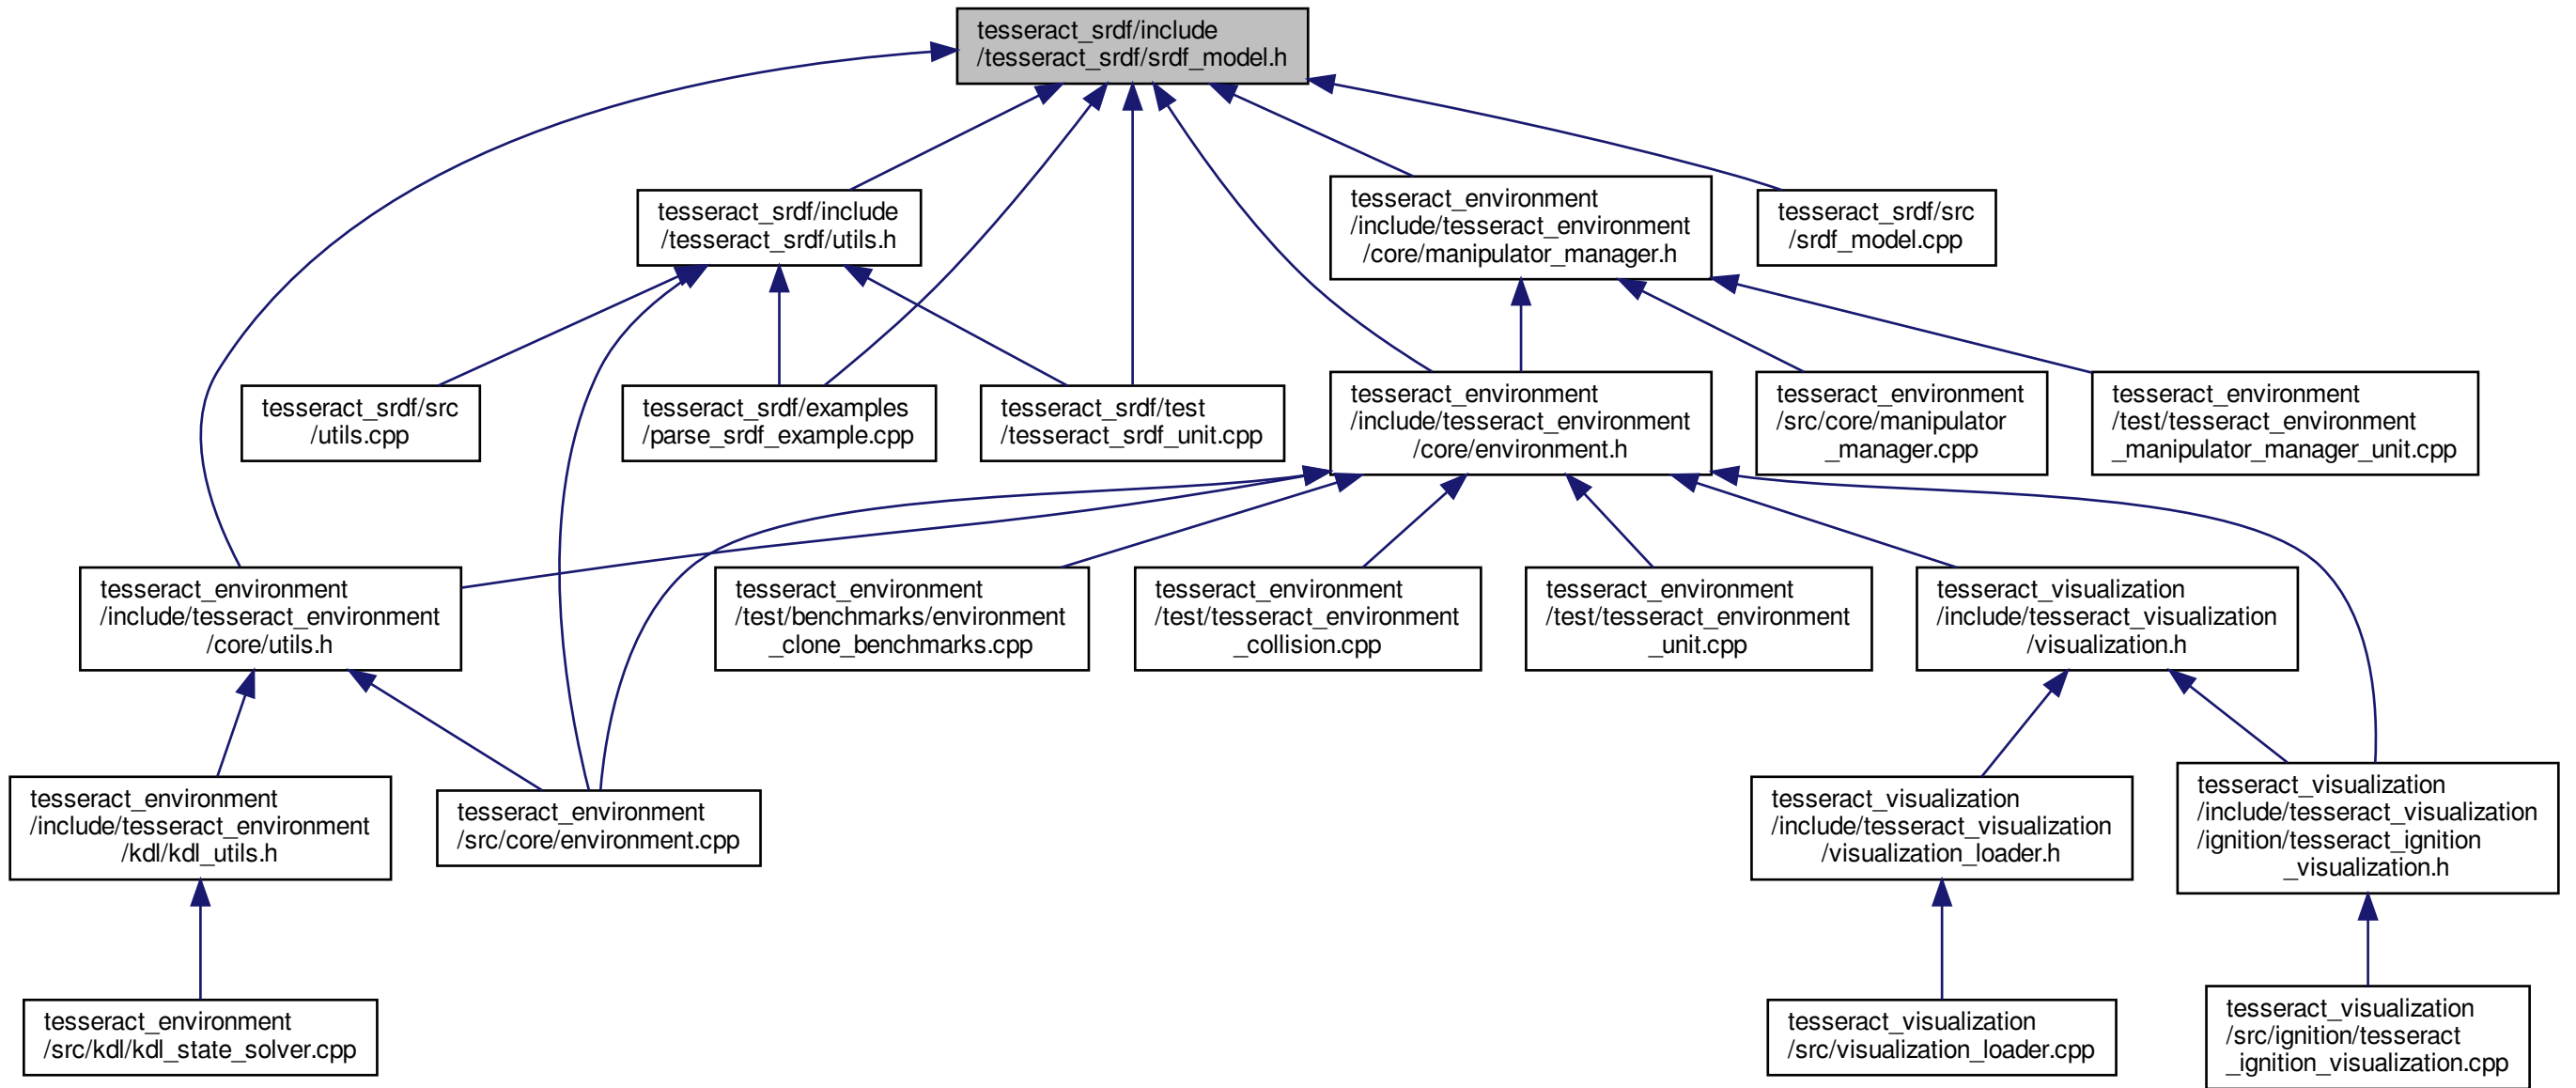 tesseract_srdf/include
/tesseract_srdf/srdf_model.h
tesseract_srdf/include
/tesseract_srdf/utils.h
tesseract_environment
/include/tesseract_environment
/core/manipulator_manager.h
tesseract_srdf/src
/srdf_model.cpp
tesseract_srdf/src
/utils.cpp
tesseract_srdf/examples
/parse_srdf_example.cpp
tesseract_srdf/test
/tesseract_srdf_unit.cpp
tesseract_environment
/include/tesseract_environment
/core/environment.h
tesseract_environment
/src/core/manipulator
_manager.cpp
tesseract_environment
/test/tesseract_environment
_manipulator_manager_unit.cpp
tesseract_environment
/include/tesseract_environment
/core/utils.h
tesseract_environment
/test/benchmarks/environment
_clone_benchmarks.cpp
tesseract_environment
/test/tesseract_environment
_collision.cpp
tesseract_environment
/test/tesseract_environment
_unit.cpp
tesseract_visualization
/include/tesseract_visualization
/visualization.h
tesseract_environment
/include/tesseract_environment
/kdl/kdl_utils.h
tesseract_environment
/src/core/environment.cpp
tesseract_visualization
/include/tesseract_visualization
/visualization_loader.h
tesseract_visualization
/include/tesseract_visualization
/ignition/tesseract_ignition
_visualization.h
tesseract_environment
/src/kdl/kdl_state_solver.cpp
tesseract_visualization
/src/visualization_loader.cpp
tesseract_visualization
/src/ignition/tesseract
_ignition_visualization.cpp